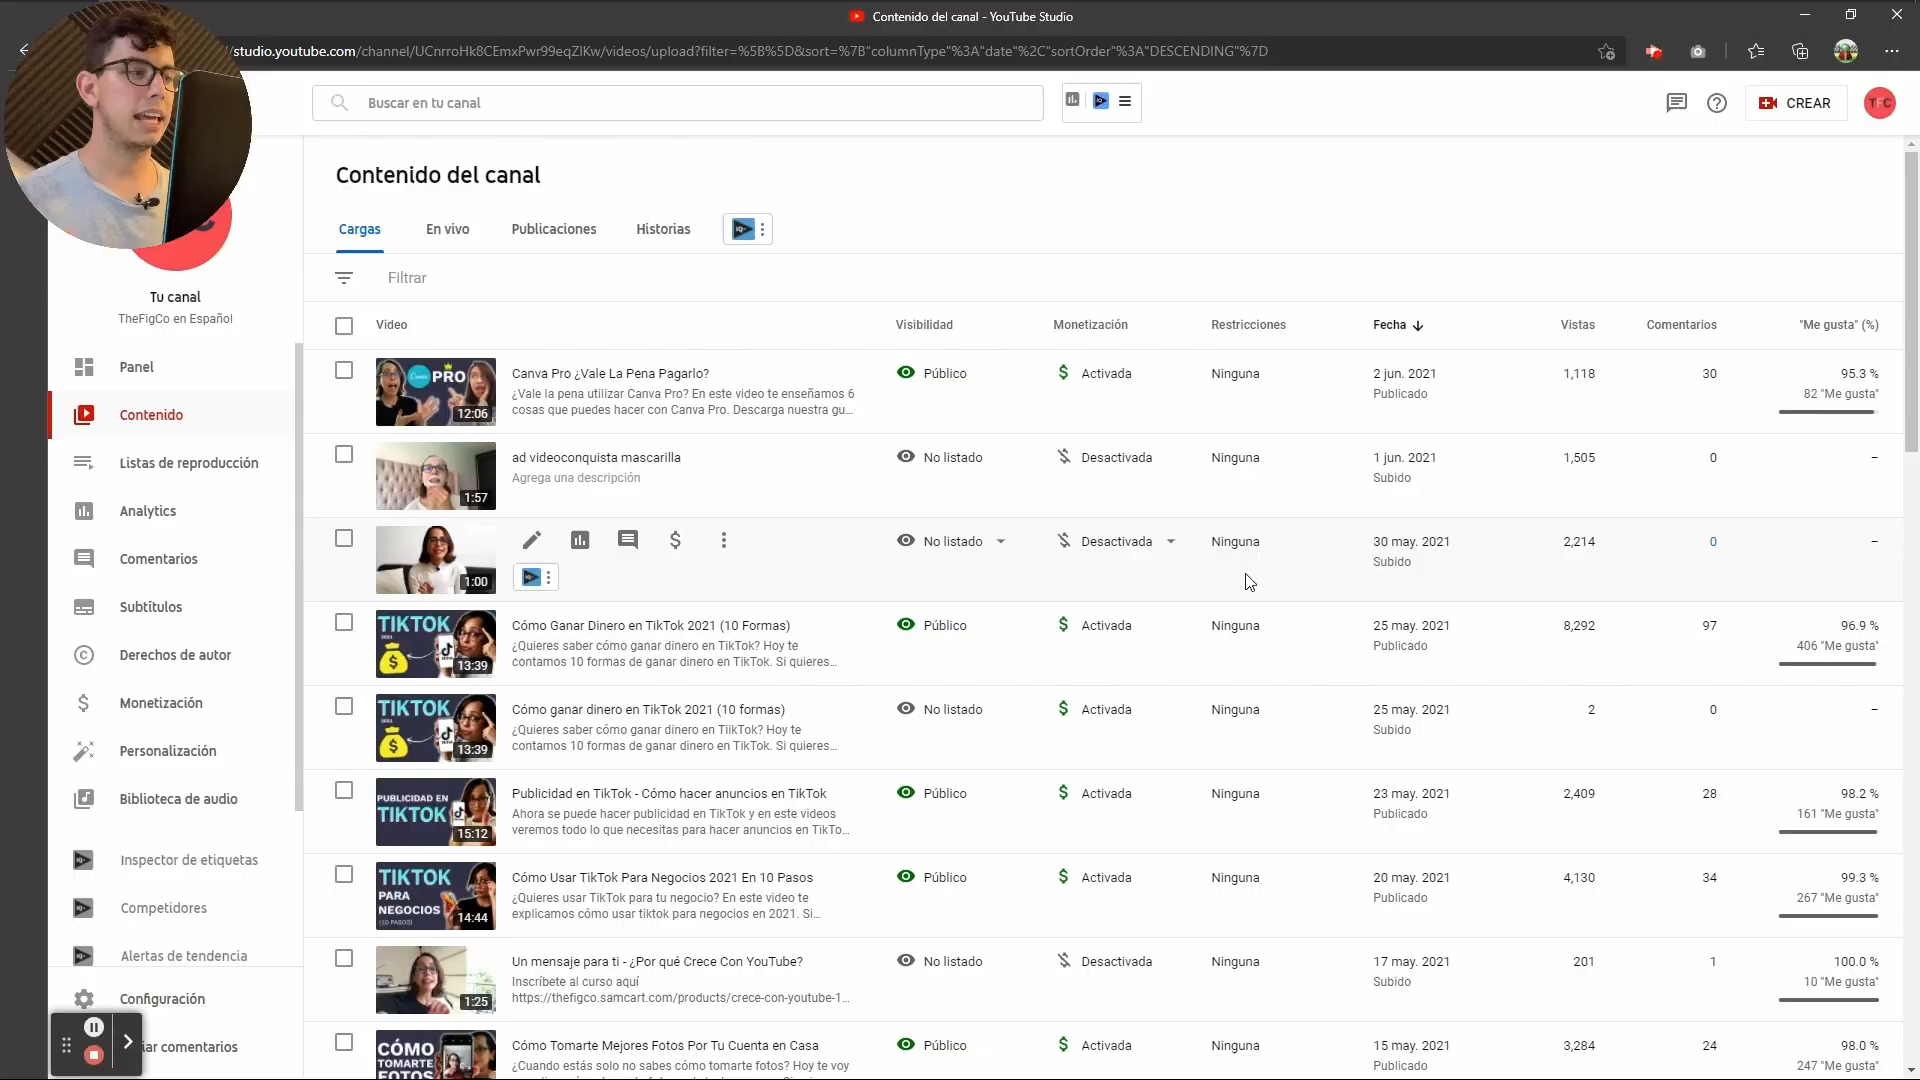 Contenido del canal - YouTube Studio
//studio.youtube.com/channel/UCnrroHk8CEmxPwr99eqZIKw/videos/upload?filter=%5B%5D&sort=%7B"columnType"%3A"date"%2C"sortOrder"%3A"DESCENDING"%7D
Buscar en tu canal
CREAR
TFC
Contenido del canal
Cargas
En vivo
Publicaciones
Historias
Filtrar
Tu canal
TheFigCo en Español
Panel
Contenido
Listas de reproducción
Analytics
Comentarios
Subtítulos
Derechos de autor
Monetización
Personalización
Biblioteca de audio
Inspector de etiquetas
Competidores
Alertas de tendencia
Configuración
iar comentarios
Video Visibilidad Monetización Restricciones Fecha Vistas Comentarios "Me gusta" (%)
PRO
12:06
Canva Pro ¿Vale La Pena Pagarlo? Público Activada Ninguna 2 jun. 2021 1,118 30 95.3 %
¿Vale la pena utilizar Canva Pro? En este video te enseñamos 6 Publicado 82 "Me gusta"
cosas que puedes hacer con Canva Pro. Descarga nuestra gu...
1:57
ad videoconquista mascarilla No listado Desactivada Ninguna 1 jun. 2021 1,505 0 –
Agrega una descripción Subido
1:00
No listado Desactivada Ninguna 30 may. 2021 2,214 0 –
Subido
TIKTOK
2021
13:39
Cómo Ganar Dinero en TikTok 2021 (10 Formas) Público Activada Ninguna 25 may. 2021 8,292 97 96.9 %
¿Quieres saber cómo ganar dinero en TikTok? Hoy te Publicado 406 "Me gusta"
contamos 10 formas de ganar dinero en TikTok. Si quieres...
TIKTOK
2021
13:39
Cómo ganar dinero en TikTok 2021 (10 formas) No listado Activada Ninguna 25 may. 2021 2 0 –
¿Quieres saber cómo ganar dinero en TiikTok? Hoy te Subido
contamos 10 formas de ganar dinero en TikTok. Si quieres...
PUBLICIDAD EN
TIKTOK
15:12
Publicidad en TikTok - Cómo hacer anuncios en TikTok Público Activada Ninguna 23 may. 2021 2,409 28 98.2 %
Ahora se puede hacer publicidad en TikTok y en este videos Publicado 161 "Me gusta"
veremos todo lo que necesitas para hacer anuncios en TikTo...
TIKTOK
PARA
NEGOCIOS
(10 PASOS)
14:44
Cómo Usar TikTok Para Negocios 2021 En 10 Pasos Público Activada Ninguna 20 may. 2021 4,130 34 99.3 %
¿Quieres usar TikTok para tu negocio? En este video te Publicado 267 "Me gusta"
explicamos cómo usar tiktok para negocios en 2021. Si...
1:25
Un mensaje para ti - ¿Por qué Crece Con YouTube? No listado Desactivada Ninguna 17 may. 2021 201 1 100.0 %
Inscríbete al curso aquí Subido 10 "Me gusta"
https://thefigco.samcart.com/products/crece-con-youtube-1...
CÓMO
TOMARTE
FOTOS
Cómo Tomarte Mejores Fotos Por Tu Cuenta en Casa Público Activada Ninguna 15 may. 2021 3,284 24 98.0 %
¿Cuando estás solo no sabes cómo tomarte fotos? Hoy te voy Publicado 247 "Me gusta"